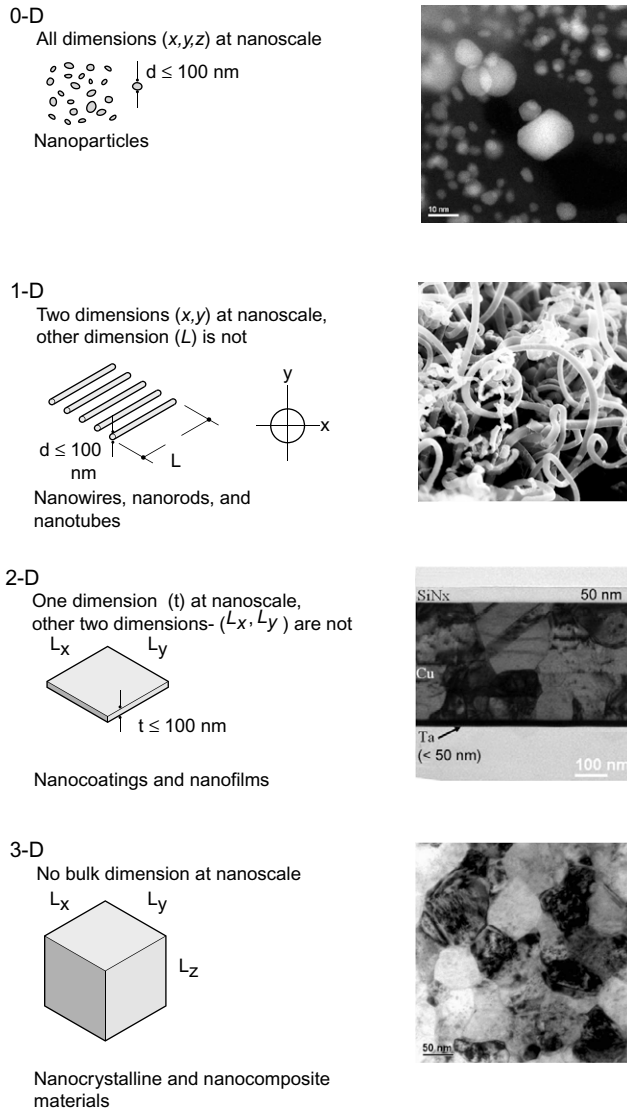 0-D
All dimensions (x,y,z) at nanoscale
d ≤ 100 nm
Nanoparticles
10 nm
1-D
Two dimensions (x,y) at nanoscale,
other dimension (L) is not
y
x
d ≤ 100
nm
L
Nanowires, nanorods, and
nanotubes
2-D
One dimension (t) at nanoscale,
other two dimensions- (Lx, Ly) are not
Lx Ly
t ≤ 100 nm
Nanocoatings and nanofilms
SiNx 50 nm
Cu
Ta
(< 50 nm)
100 nm
3-D
No bulk dimension at nanoscale
Lx Ly
Lz
Nanocrystalline and nanocomposite
materials
50 nm